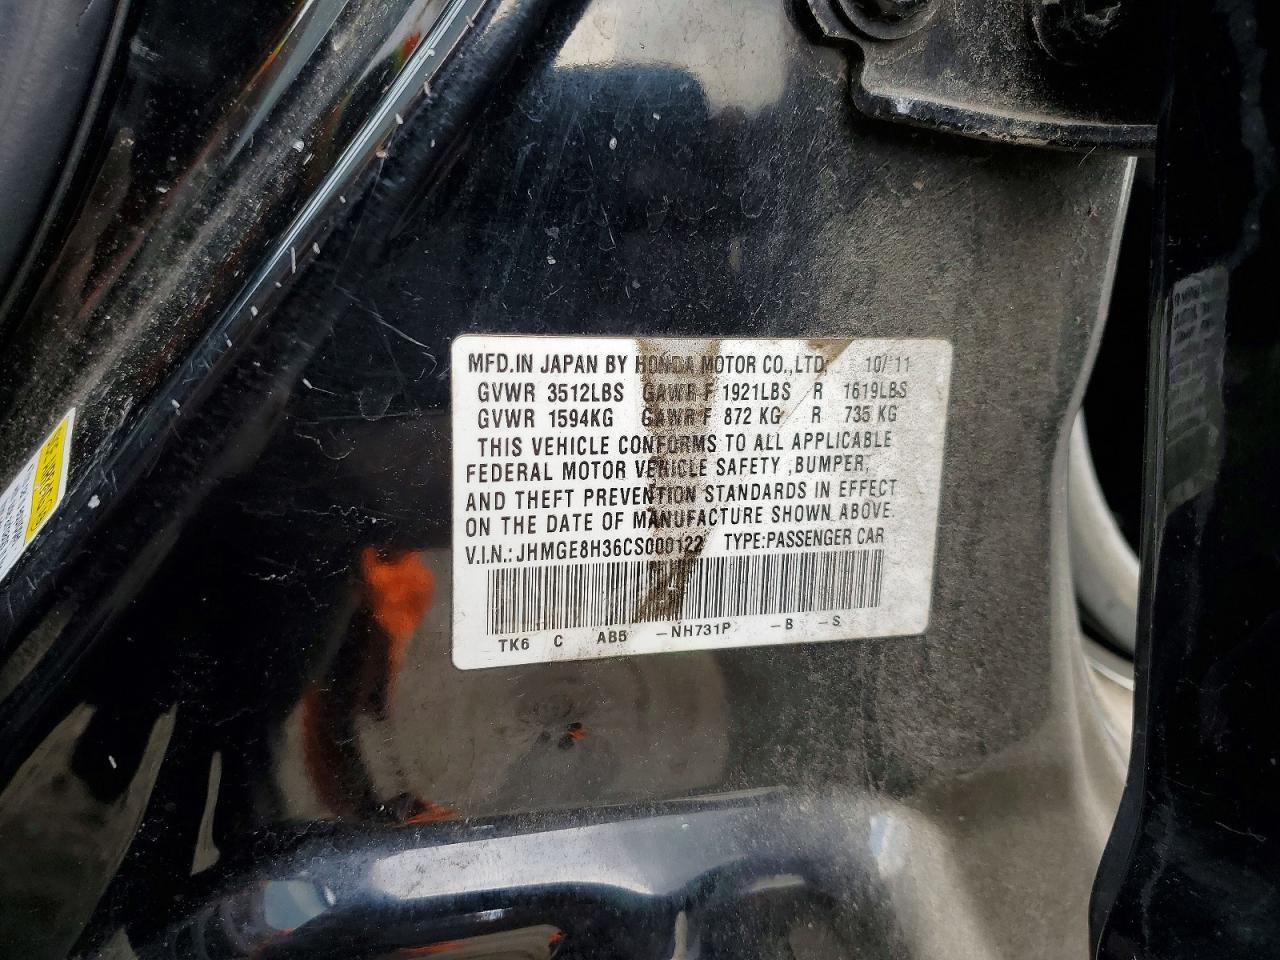 MFD.IN JAPAN BY HONDA MOTOR CO.,LTD. 10/'11
GVWR 3512LBS GAWR F 1921LBS R 1619LBS
GVWR 1594KG GAWR F 872 KG R 735 KG
THIS VEHICLE CONFORMS TO ALL APPLICABLE
FEDERAL MOTOR VEHICLE SAFETY ,BUMPER,
AND THEFT PREVENTION STANDARDS IN EFFECT
ON THE DATE OF MANUFACTURE SHOWN ABOVE.
V.I.N.: JHMGE8H36CS000122 TYPE:PASSENGER CAR
TK6 C AB5 -NH731P -B -S